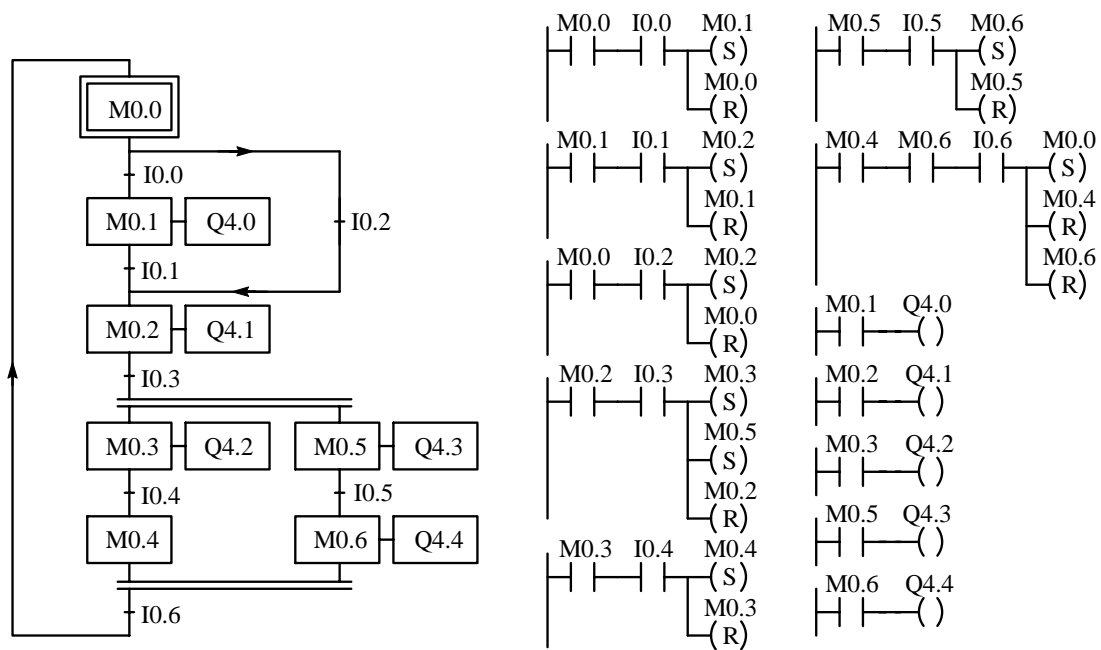 M0.0
I0.0
M0.1 Q4.0
I0.2
I0.1
M0.2 Q4.1
I0.3
M0.3 Q4.2 M0.5 Q4.3
I0.4 I0.5
M0.4 M0.6 Q4.4
I0.6
M0.0 I0.0 M0.1
S
M0.0
R
M0.1 I0.1 M0.2
S
M0.1
R
M0.0 I0.2 M0.2
S
M0.0
R
M0.2 I0.3 M0.3
S
M0.5
S
M0.2
R
M0.3 I0.4 M0.4
S
M0.3
R
M0.5 I0.5 M0.6
S
M0.5
R
M0.4 M0.6 I0.6 M0.0
S
M0.4
R
M0.6
R
M0.1 Q4.0
M0.2 Q4.1
M0.3 Q4.2
M0.5 Q4.3
M0.6 Q4.4